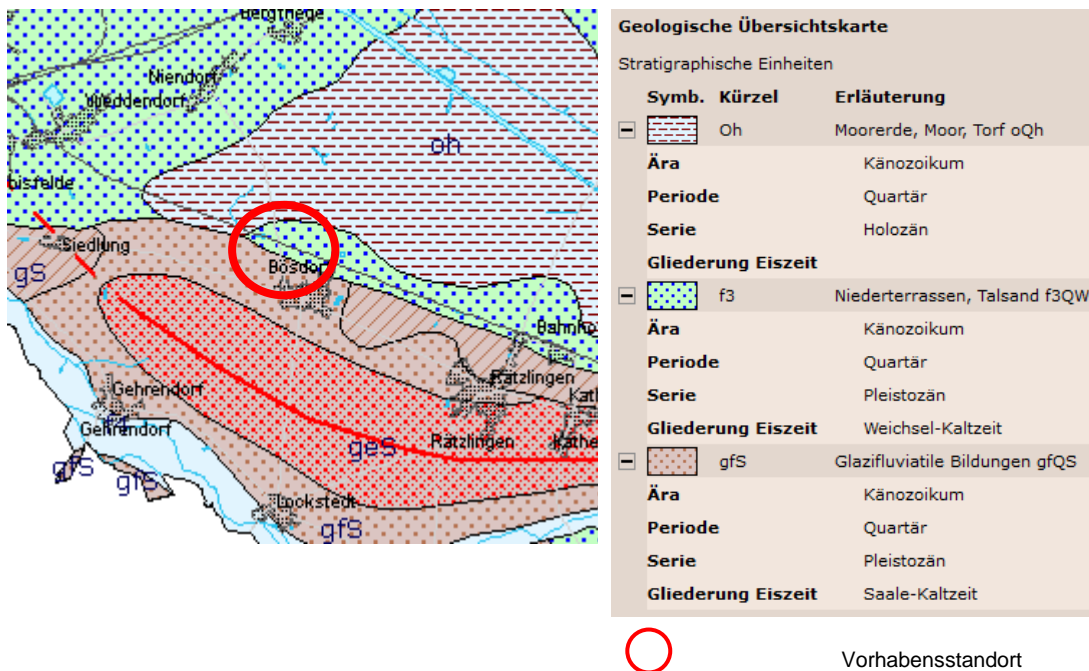 Niendorf
oh
Siedlung
gS
Bösdorf
Rätzlingen
Gehrendorf
Gehrendorf
geS
Rätzlingen
gfS
gfS
Lockstedt
gfS
Geologische Übersichtskarte
Stratigraphische Einheiten
Symb. Kürzel Erläuterung
Oh Moorerde, Moor, Torf oQh
Ära Känozoikum
Periode Quartär
Serie Holozän
Gliederung Eiszeit
f3 Niederterrassen, Talsand f3QW
Ära Känozoikum
Periode Quartär
Serie Pleistozän
Gliederung Eiszeit Weichsel-Kaltzeit
gfS Glazifluviatile Bildungen gfQS
Ära Känozoikum
Periode Quartär
Serie Pleistozän
Gliederung Eiszeit Saale-Kaltzeit
Vorhabensstandort